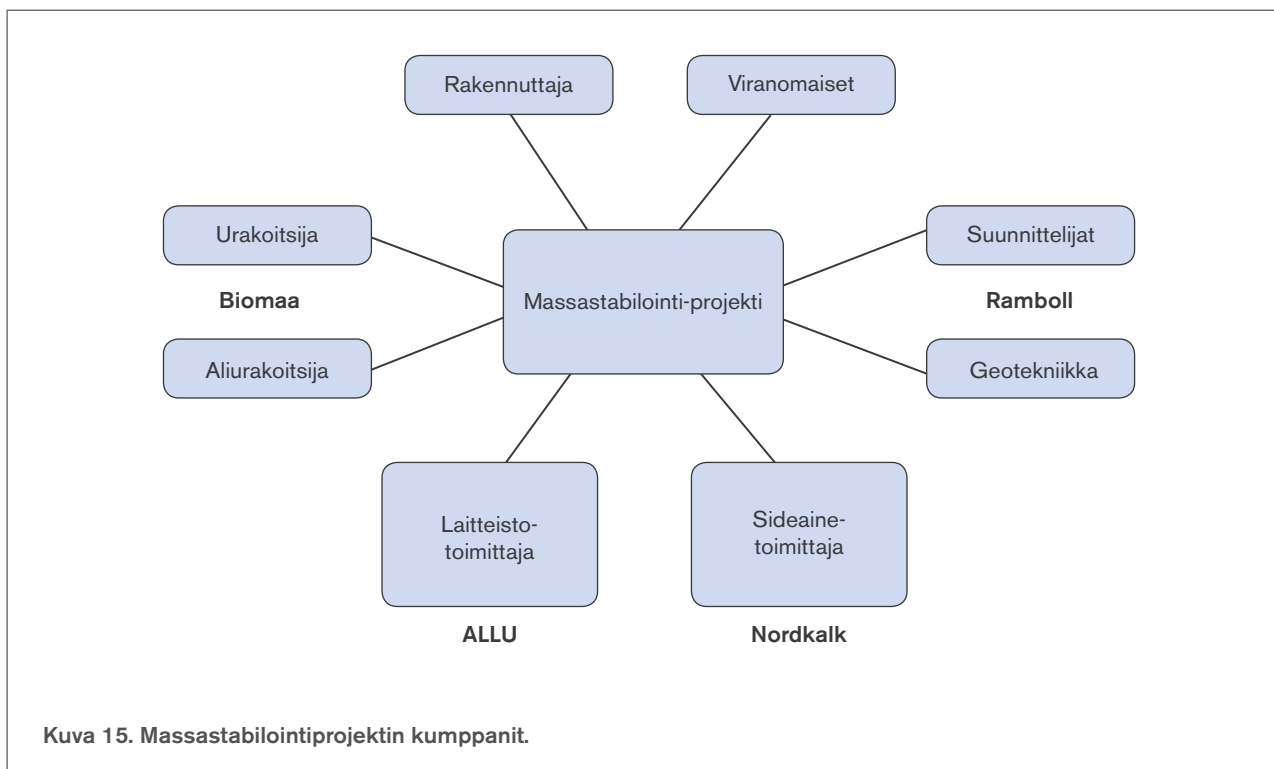 Rakennuttaja
Viranomaiset
Urakoitsija
Suunnittelijat
Biomaa
Massastabilointi-projekti
Ramboll
Aliurakoitsija
Geotekniikka
Laitteisto-
toimittaja
Sideaine-
toimittaja
ALLU
Nordkalk
Kuva 15. Massastabilointiprojektin kumppanit.